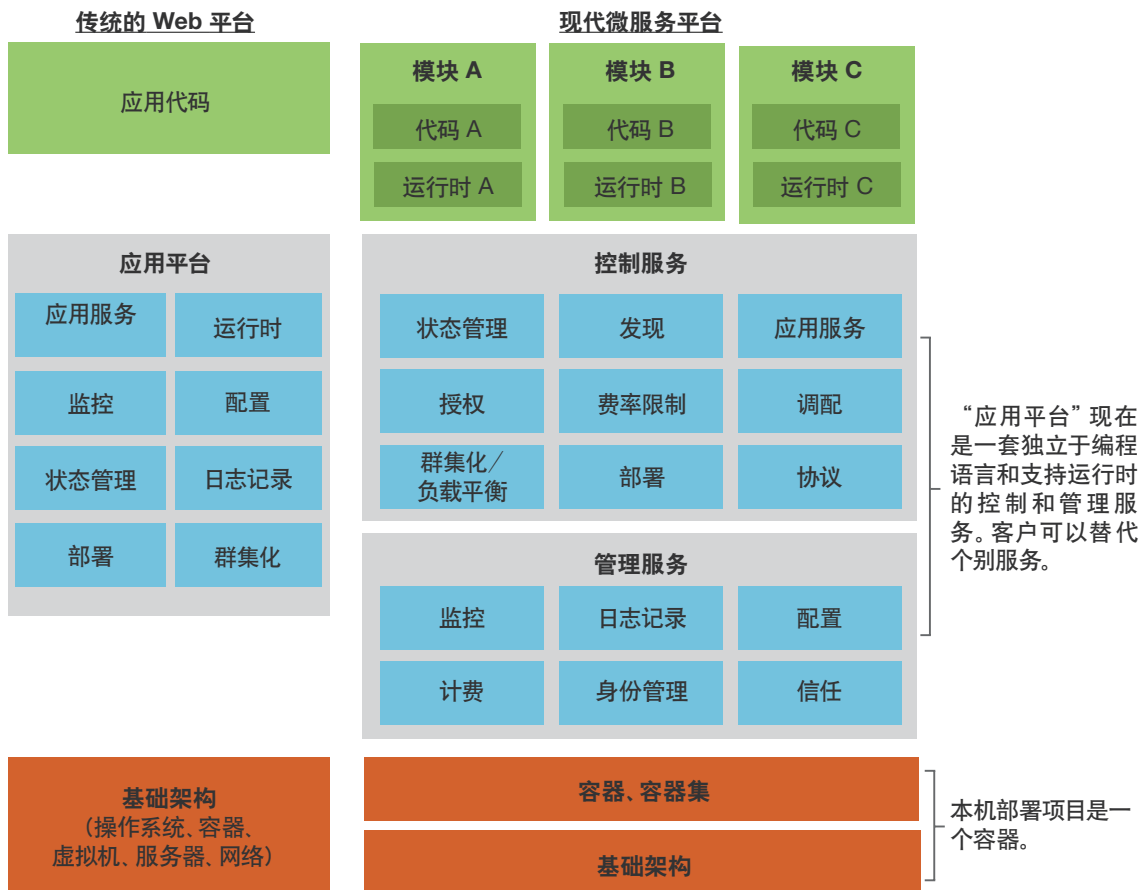 传统的 Web 平台
应用代码
应用平台
应用服务
运行时
监控
配置
状态管理
日志记录
部署
群集化
基础架构
（操作系统、容器、
虚拟机、服务器、网络）
现代微服务平台
模块 A
代码 A
运行时 A
模块 B
代码 B
运行时 B
模块 C
代码 C
运行时 C
控制服务
状态管理
发现
应用服务
授权
费率限制
调配
群集化/
负载平衡
部署
协议
管理服务
监控
日志记录
配置
计费
身份管理
信任
“应用平台”现在
是一套独立于编程
语言和支持运行时
的控制和管理服
务。客户可以替代
个别服务。
容器、容器集
基础架构
本机部署项目是一
个容器。